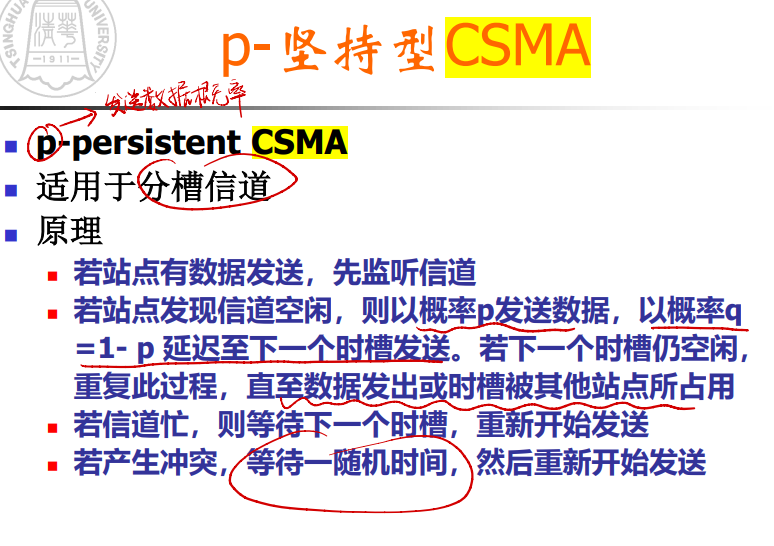 TSINGHUA UNIVERSITY
清华
-1911-
p-坚持型CSMA
发送数据概率
p-persistent CSMA
适用于分槽信道
原理
若站点有数据发送，先监听信道
若站点发现信道空闲，则以概率p发送数据，以概率q
=1- p 延迟至下一个时槽发送。若下一个时槽仍空闲，
重复此过程，直至数据发出或时槽被其他站点所占用
若信道忙，则等待下一个时槽，重新开始发送
若产生冲突，等待一随机时间，然后重新开始发送